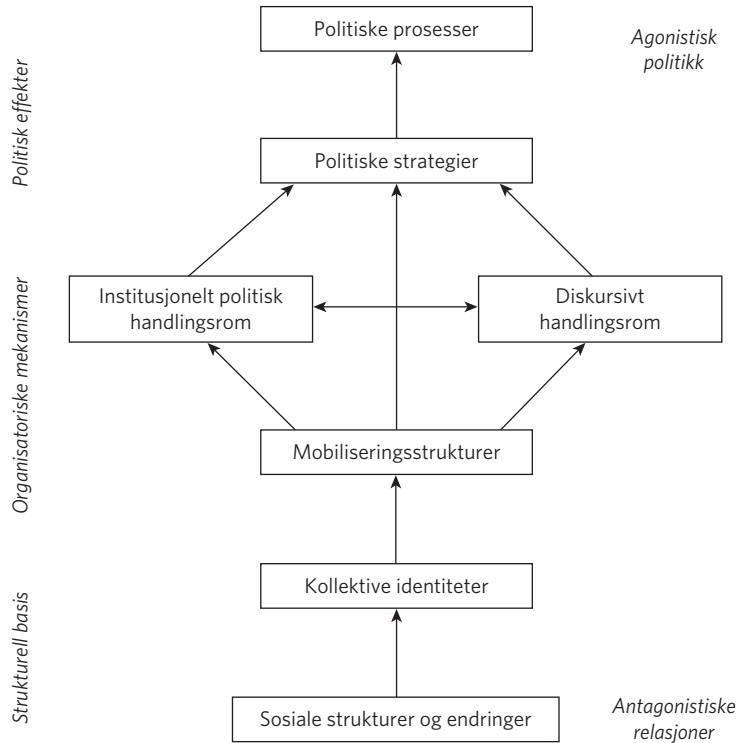 Politiske prosesser
Agonistisk
politikk
Politisk effekter
Politiske strategier
Institusjonelt politisk
handlingsrom
Diskursivt
handlingsrom
Organisatoriske mekanismer
Mobiliseringsstrukturer
Kollektive identiteter
Strukturell basis
Sosiale strukturer og endringer
Antagonistiske
relasjoner